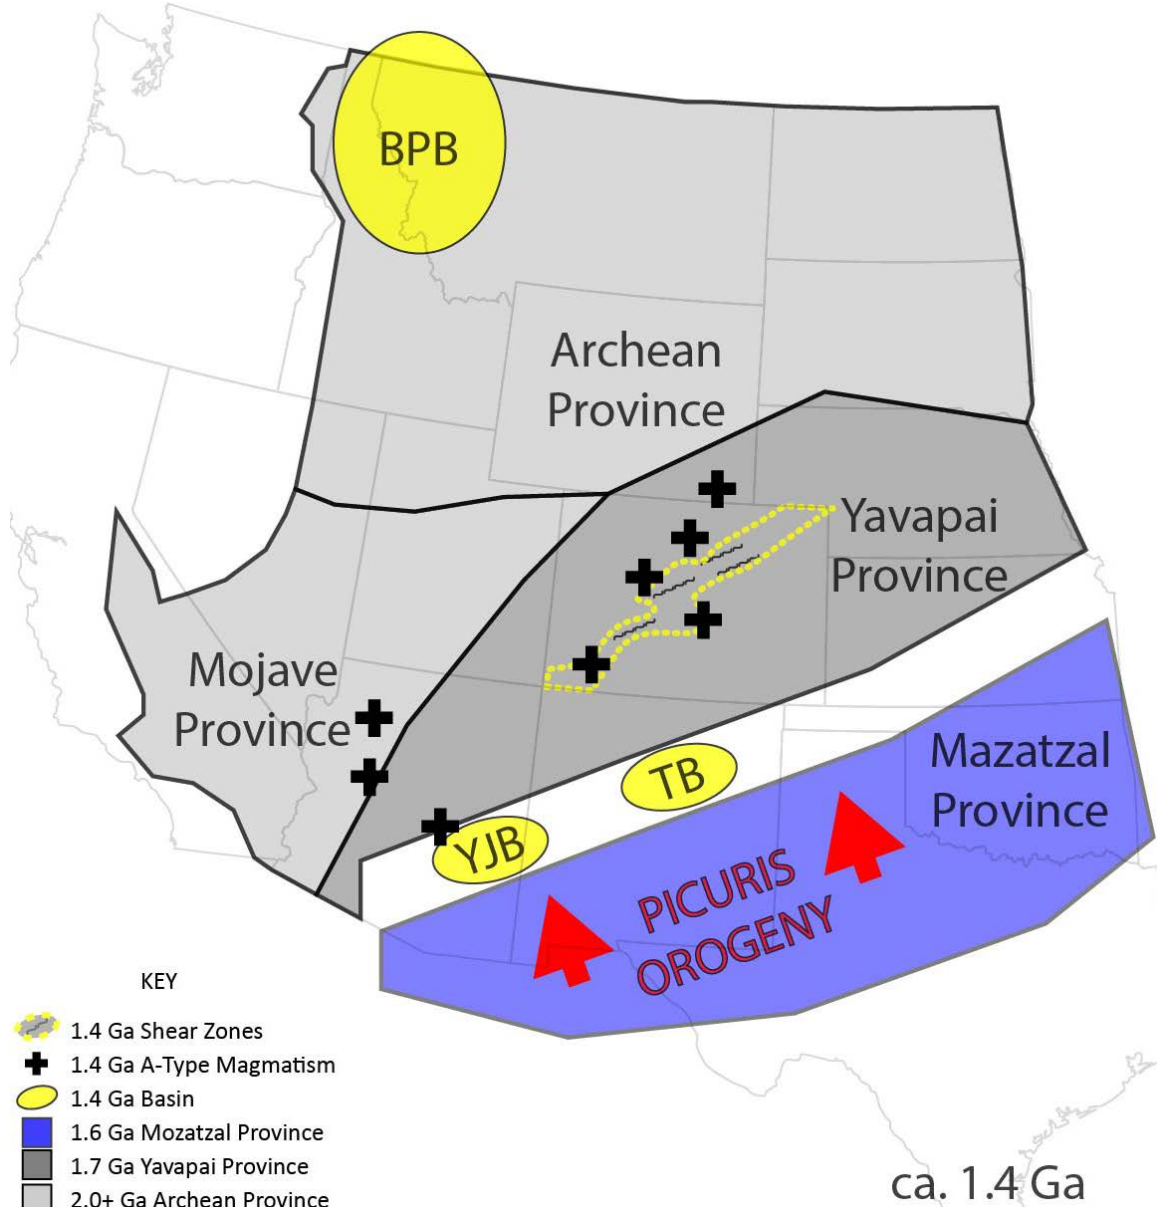 BPB
Archean
Province
Yavapai
Province
Mojave
Province
TB
YJB
Mazatzal
Province
PICURIS
OROGENY
KEY
1.4 Ga Shear Zones
1.4 Ga A-Type Magmatism
1.4 Ga Basin
1.6 Ga Mozatzal Province
1.7 Ga Yavapai Province
2.0+ Ga Archean Province
ca. 1.4 Ga